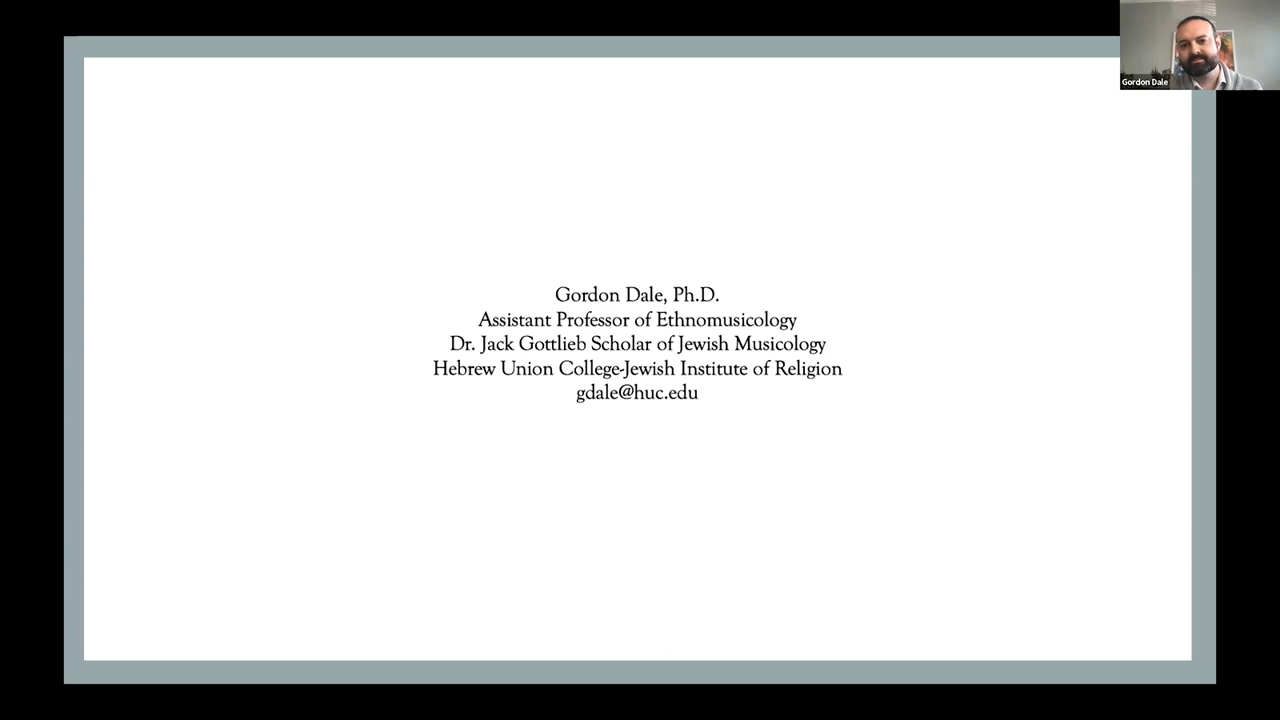 Gordon Dale
Gordon Dale, Ph.D.
Assistant Professor of Ethnomusicology
Dr. Jack Gottlieb Scholar of Jewish Musicology
Hebrew Union College-Jewish Institute of Religion
gdale@huc.edu